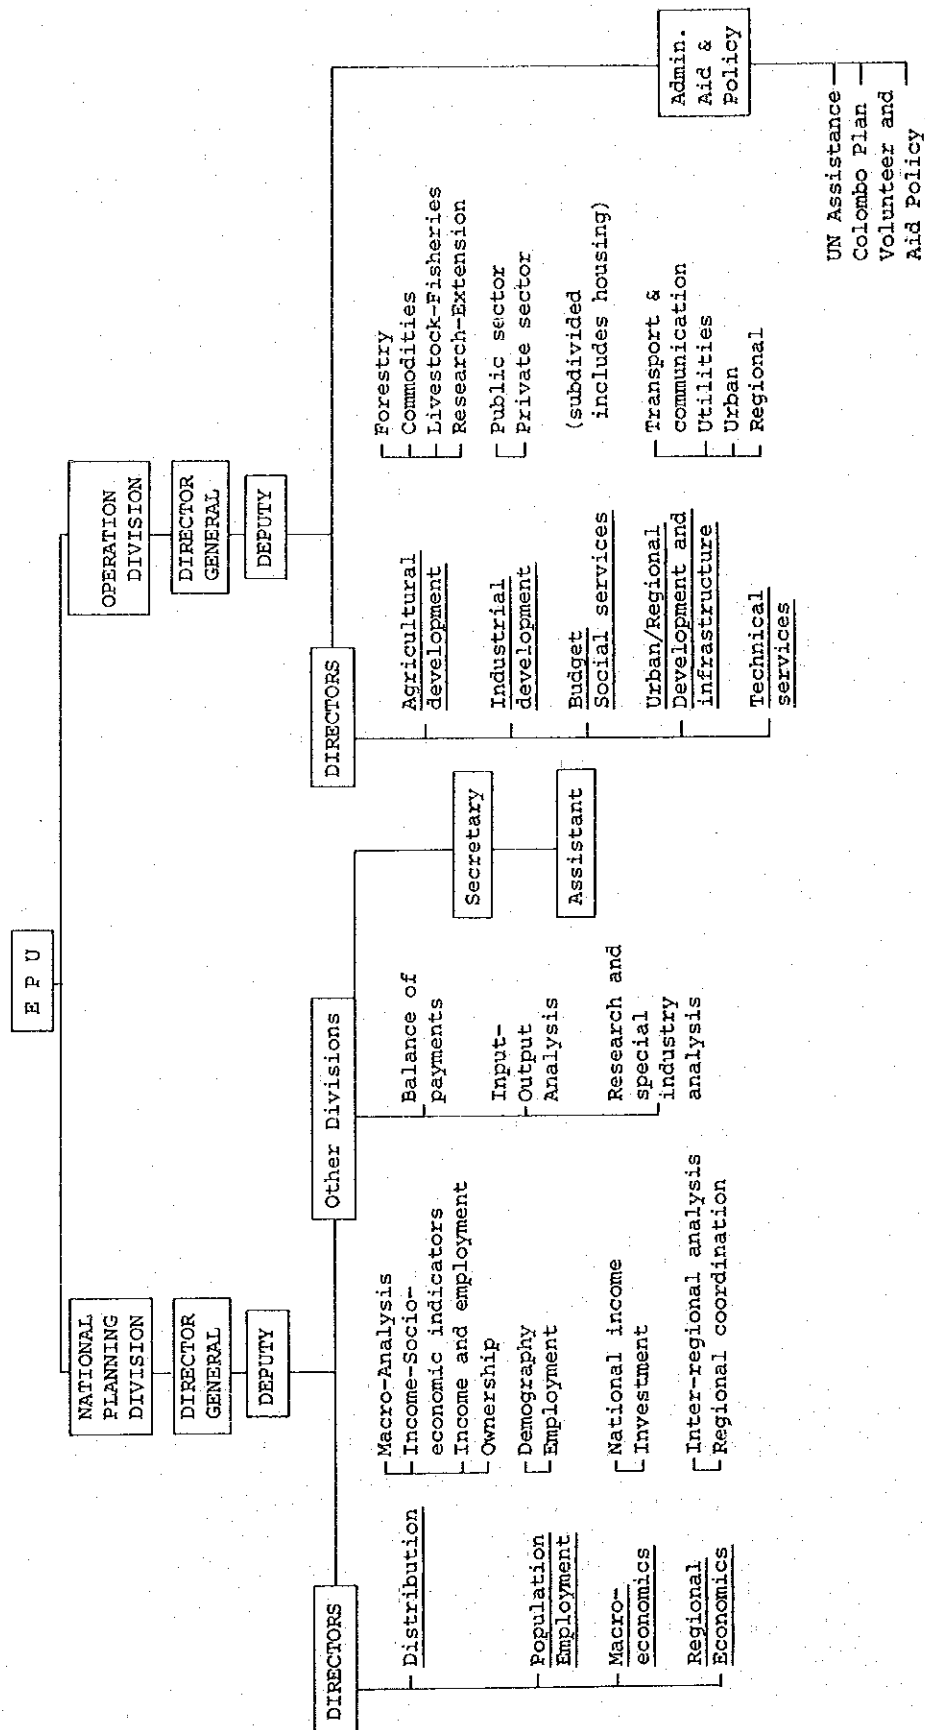 E P U
NATIONAL
PLANNING
DIVISION
DIRECTOR
GENERAL
DEPUTY
DIRECTORS
Distribution
Macro-Analysis
Income-Socio-
economic indicators
Income and employment
Ownership
Population
Employment
Demography
Employment
Macro-
economics
National income
Investment
Regional
Economics
Inter-regional analysis
Regional coordination
Other Divisions
Balance of
payments
Input-
Output
Analysis
Research and
special
industry
analysis
Secretary
Assistant
OPERATION
DIVISION
DIRECTOR
GENERAL
DEPUTY
DIRECTORS
Agricultural
development
Forestry
Commodities
Livestock-Fisheries
Research-Extension
Industrial
development
Public sector
Private sector
Budget
Social services
(subdivided
includes housing)
Urban/Regional
Development and
infrastructure
Transport &
communication
Utilities
Urban
Regional
Technical
services
Admin.
Aid &
Policy
UN Assistance
Colombo Plan
Volunteer and
Aid Policy